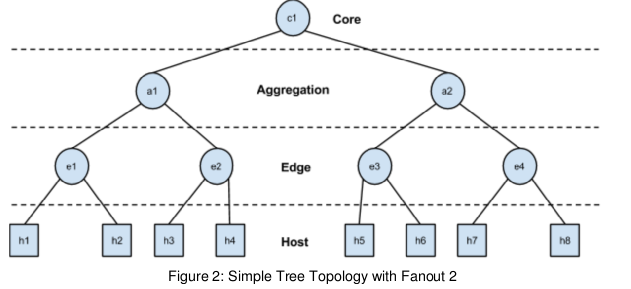 c1 Core
a1 Aggregation a2
e1 e2 Edge e3 e4
h1 h2 h3 h4 Host h5 h6 h7 h8
Figure 2: Simple Tree Topology with Fanout 2